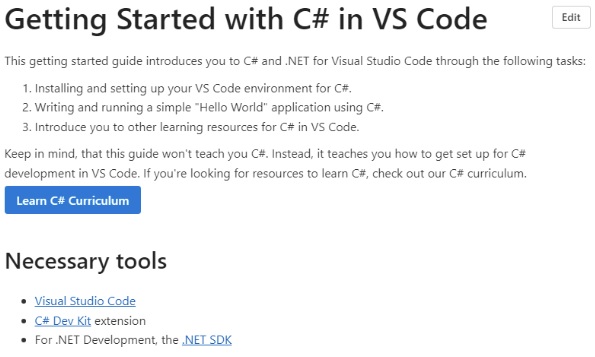 Getting Started with C# in VS Code
Edit
This getting started guide introduces you to C# and .NET for Visual Studio Code through the following tasks:
1. Installing and setting up your VS Code environment for C#.
2. Writing and running a simple "Hello World" application using C#.
3. Introduce you to other learning resources for C# in VS Code.
Keep in mind, that this guide won't teach you C#. Instead, it teaches you how to get set up for C#
development in VS Code. If you're looking for resources to learn C#, check out our C# curriculum.
Learn C# Curriculum
Necessary tools
• Visual Studio Code
• C# Dev Kit extension
• For .NET Development, the .NET SDK